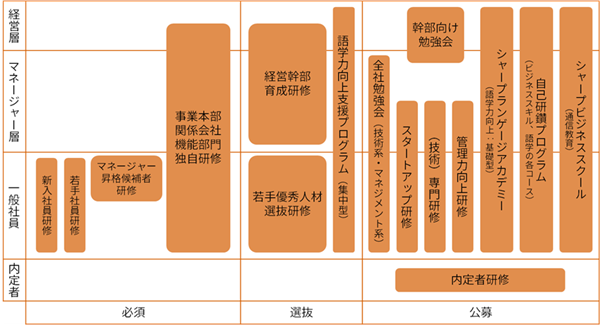 経営層
マネージャー層
一般社員
内定者
新入社員研修
若手社員研修
マネージャー
昇格候補者
研修
事業本部
関係会社
機能部門
独自研修
経営幹部
育成研修
若手優秀人材
選抜研修
語学力向上支援プログラム（集中型）
全社勉強会（技術系・マネジメント系）
幹部向け
勉強会
スタートアップ研修
（技術）専門研修
管理力向上研修
シャープランゲージアカデミー
（語学力向上：基礎型）
自己研鑽プログラム
（ビジネススキル、語学の各コース）
シャープビジネススクール
（通信教育）
内定者研修
必須
選抜
公募